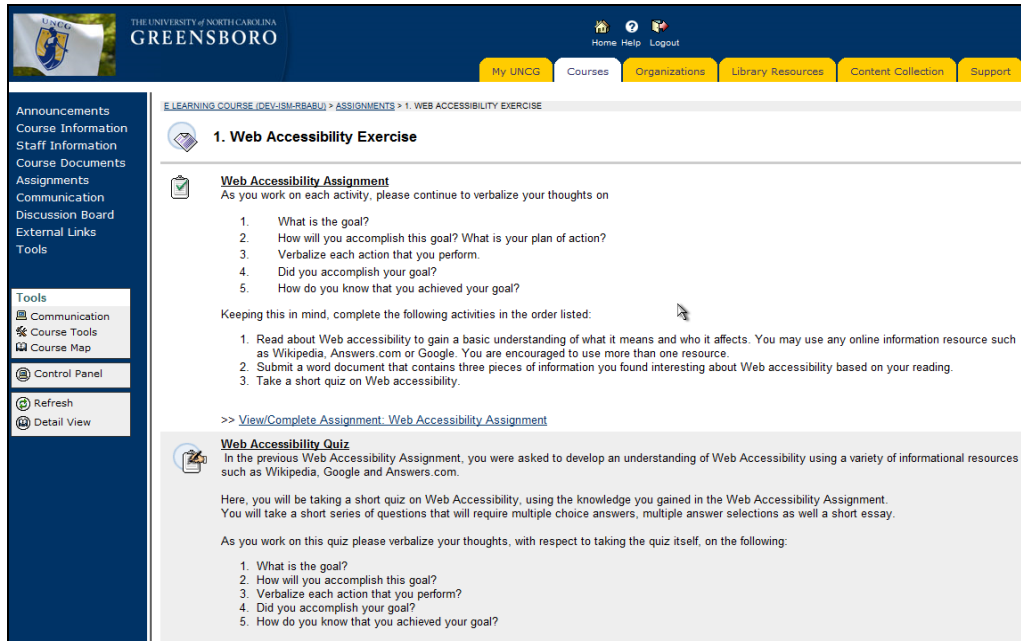 UNCG
THE UNIVERSITY of NORTH CAROLINA
GREENSBORO
Home Help Logout
My UNCG Courses Organizations Library Resources Content Collection Support
Announcements
Course Information
Staff Information
Course Documents
Assignments
Communication
Discussion Board
External Links
Tools
Tools
Communication
Course Tools
Course Map
Control Panel
Refresh
Detail View
E LEARNING COURSE (DEV-ISM-RBABU) > ASSIGNMENTS > 1. WEB ACCESSIBILITY EXERCISE
1. Web Accessibility Exercise
Web Accessibility Assignment
As you work on each activity, please continue to verbalize your thoughts on
1. What is the goal?
2. How will you accomplish this goal? What is your plan of action?
3. Verbalize each action that you perform.
4. Did you accomplish your goal?
5. How do you know that you achieved your goal?
Keeping this in mind, complete the following activities in the order listed:
1. Read about Web accessibility to gain a basic understanding of what it means and who it affects. You may use any online information resource such
as Wikipedia, Answers.com or Google. You are encouraged to use more than one resource.
2. Submit a word document that contains three pieces of information you found interesting about Web accessibility based on your reading.
3. Take a short quiz on Web accessibility.
>> View/Complete Assignment: Web Accessibility Assignment
Web Accessibility Quiz
In the previous Web Accessibility Assignment, you were asked to develop an understanding of Web Accessibility using a variety of informational resources
such as Wikipedia, Google and Answers.com.
Here, you will be taking a short quiz on Web Accessibility, using the knowledge you gained in the Web Accessibility Assignment.
You will take a short series of questions that will require multiple choice answers, multiple answer selections as well a short essay.
As you work on this quiz please verbalize your thoughts, with respect to taking the quiz itself, on the following:
1. What is the goal?
2. How will you accomplish this goal?
3. Verbalize each action that you perform?
4. Did you accomplish your goal?
5. How do you know that you achieved your goal?